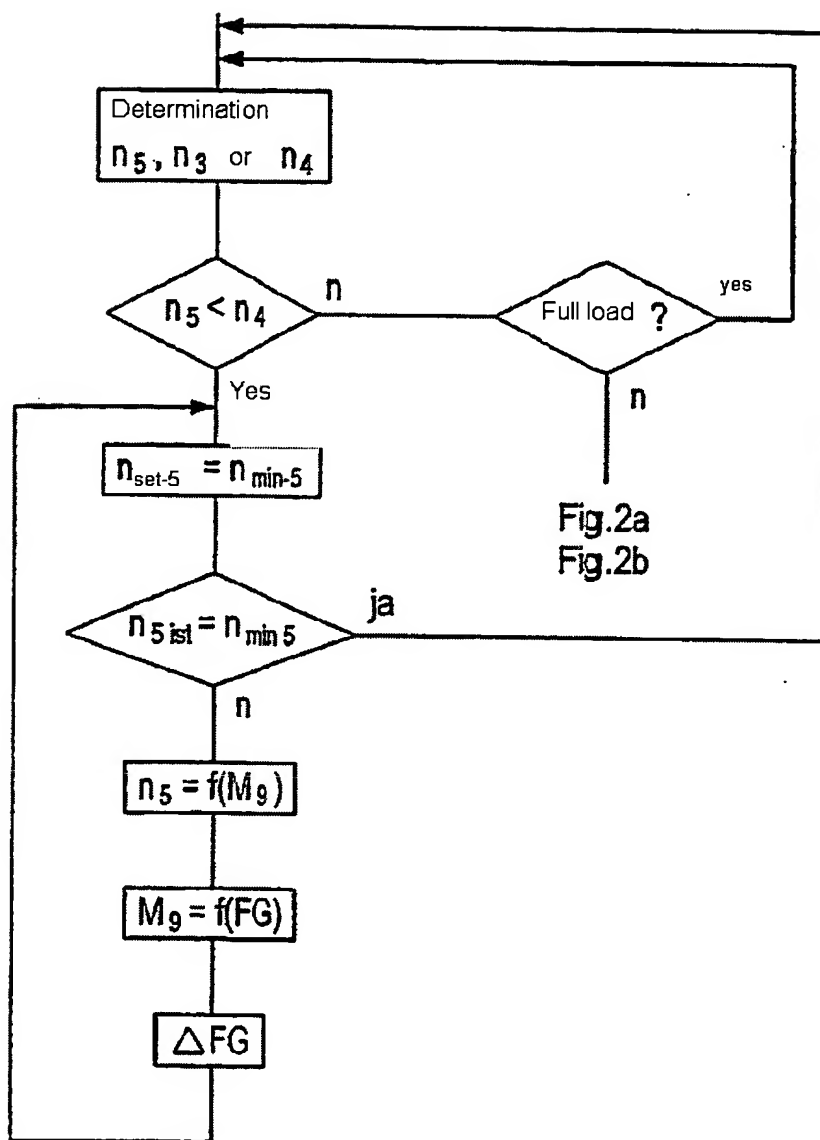 Determination
n5, n3 or n4
n5 < n4
n
Full load ?
yes
Yes
n
nset-5 = nmin-5
Fig.2a
Fig.2b
n5 ist = nmin 5
ja
n
n5 = f(M9)
M9 = f(FG)
△FG